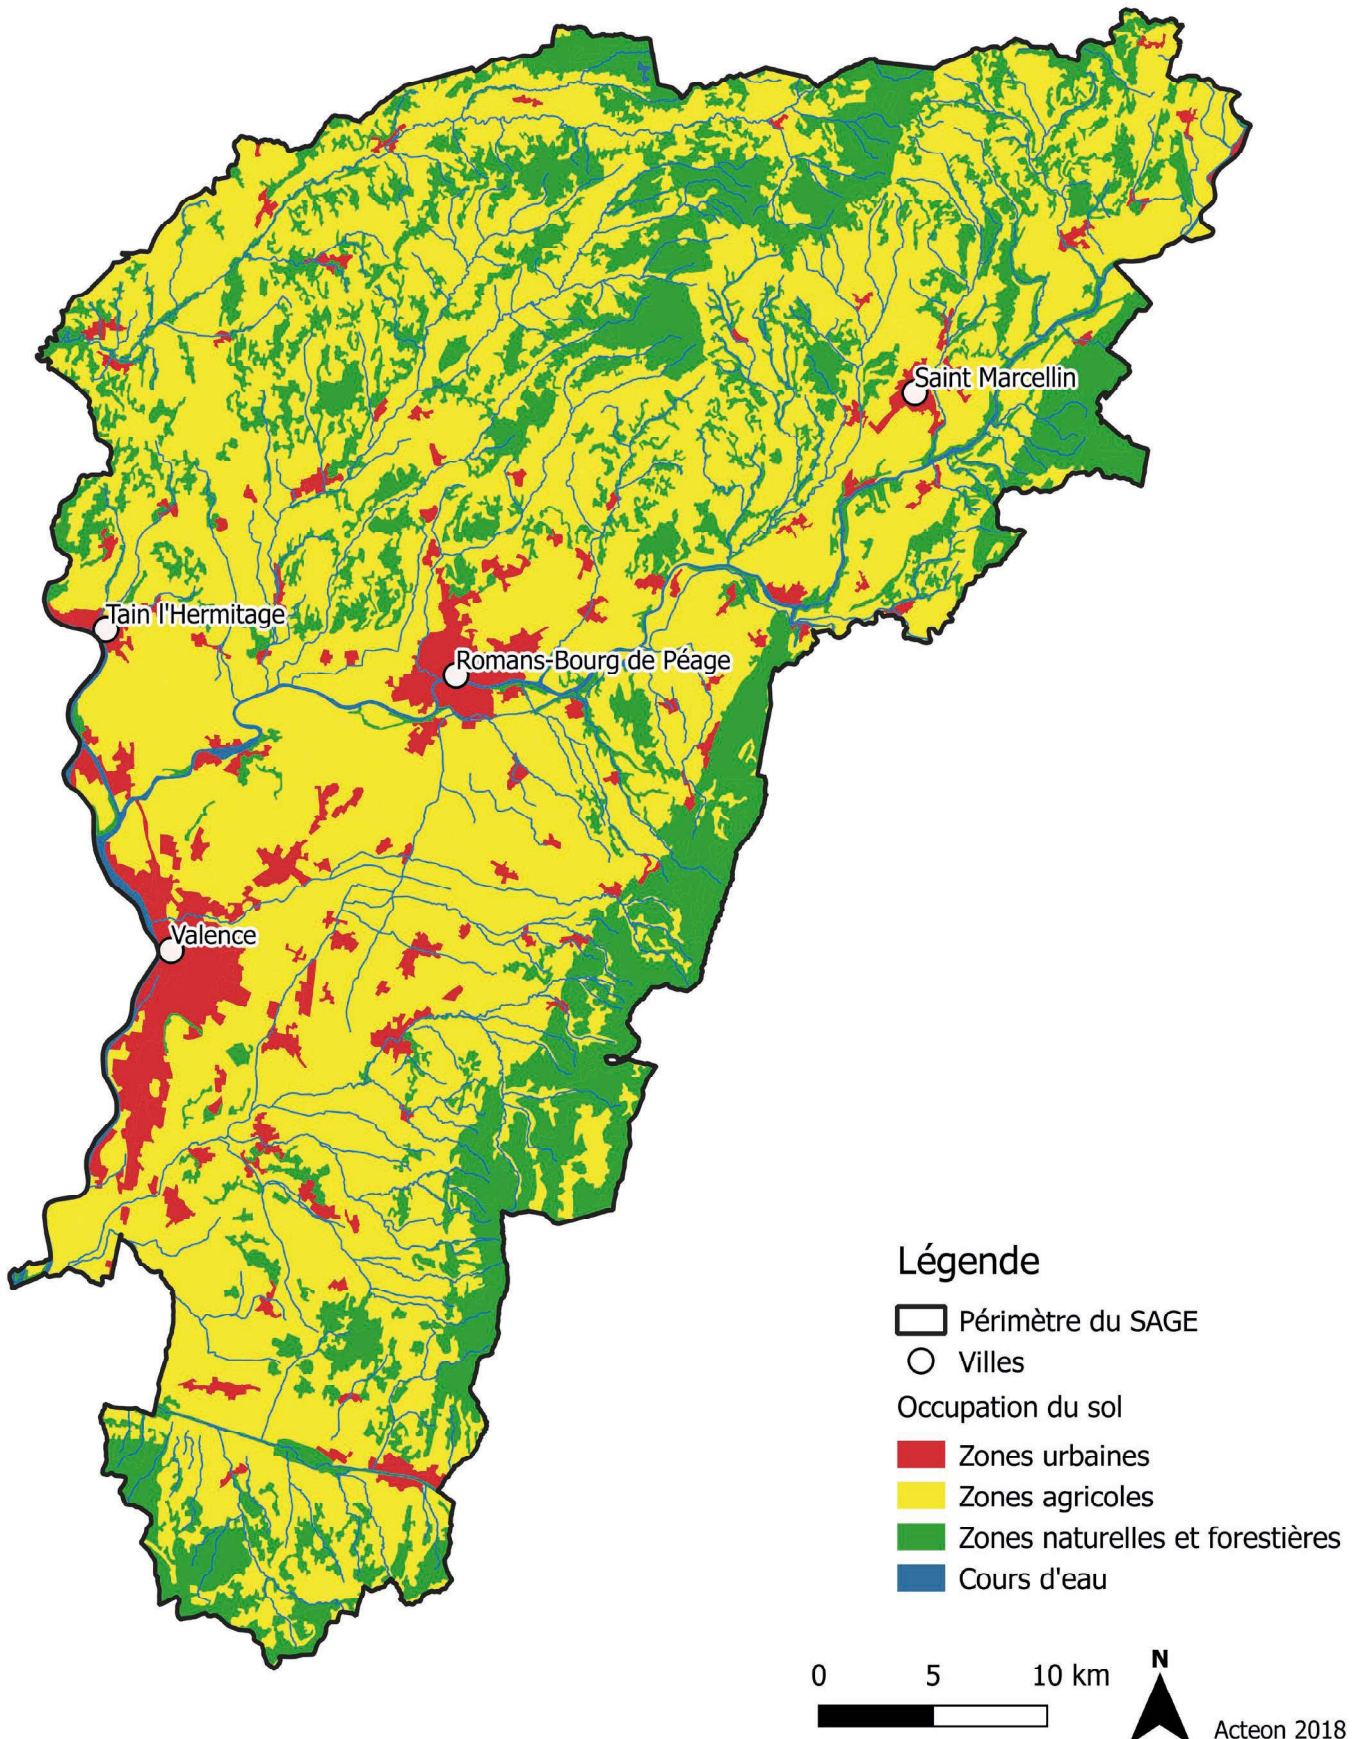 Saint Marcellin
Tain l'Hermitage
Romans-Bourg de Péage
Valence
Légende
Périmètre du SAGE
Villes
Occupation du sol
Zones urbaines
Zones agricoles
Zones naturelles et forestières
Cours d'eau
0 5 10 km
N
Acteon 2018